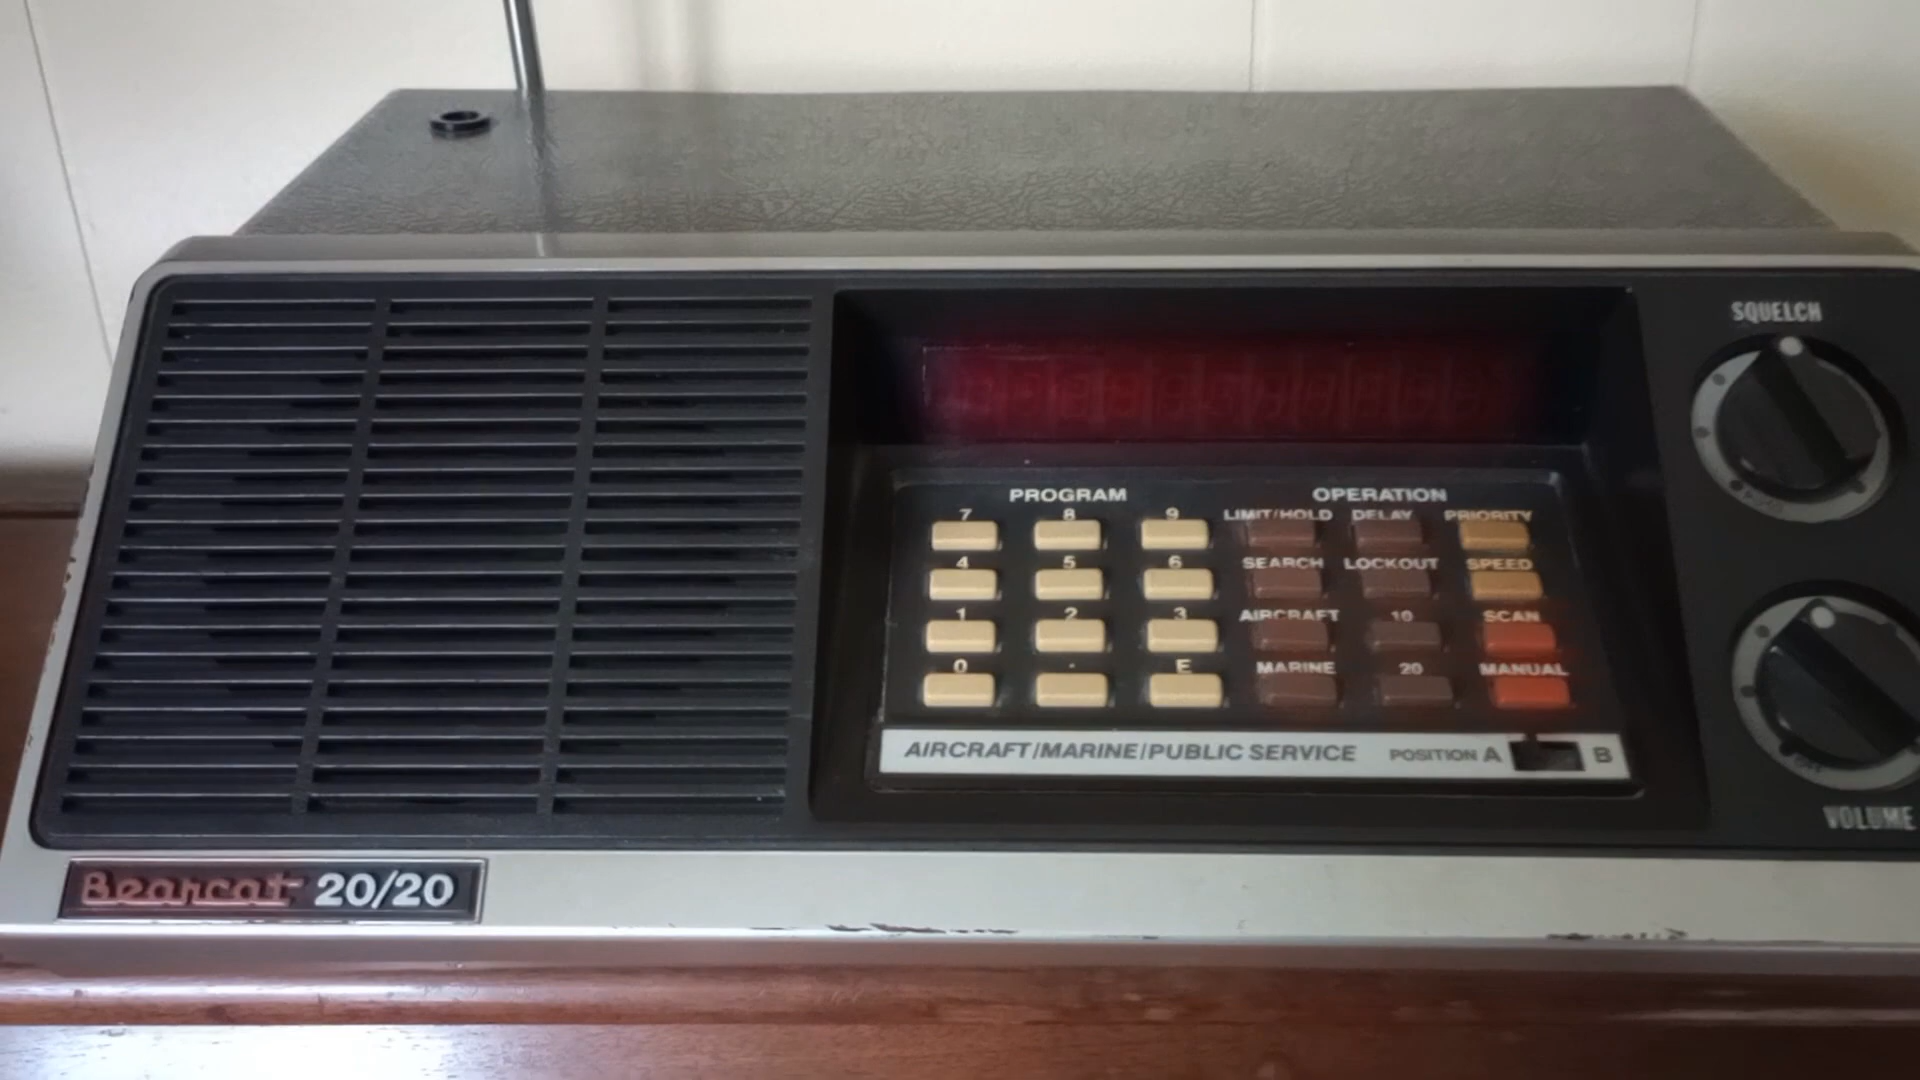 SQUELCH
PROGRAM OPERATION
7 8 9 LIMIT/HOLD DELAY PRIORITY
4 5 6 SEARCH LOCKOUT SPEED
1 2 3 AIRCRAFT 10 SCAN
0 . E MARINE 20 MANUAL
AIRCRAFT/MARINE/PUBLIC SERVICE POSITION A B
VOLUME
Bearcat 20/20